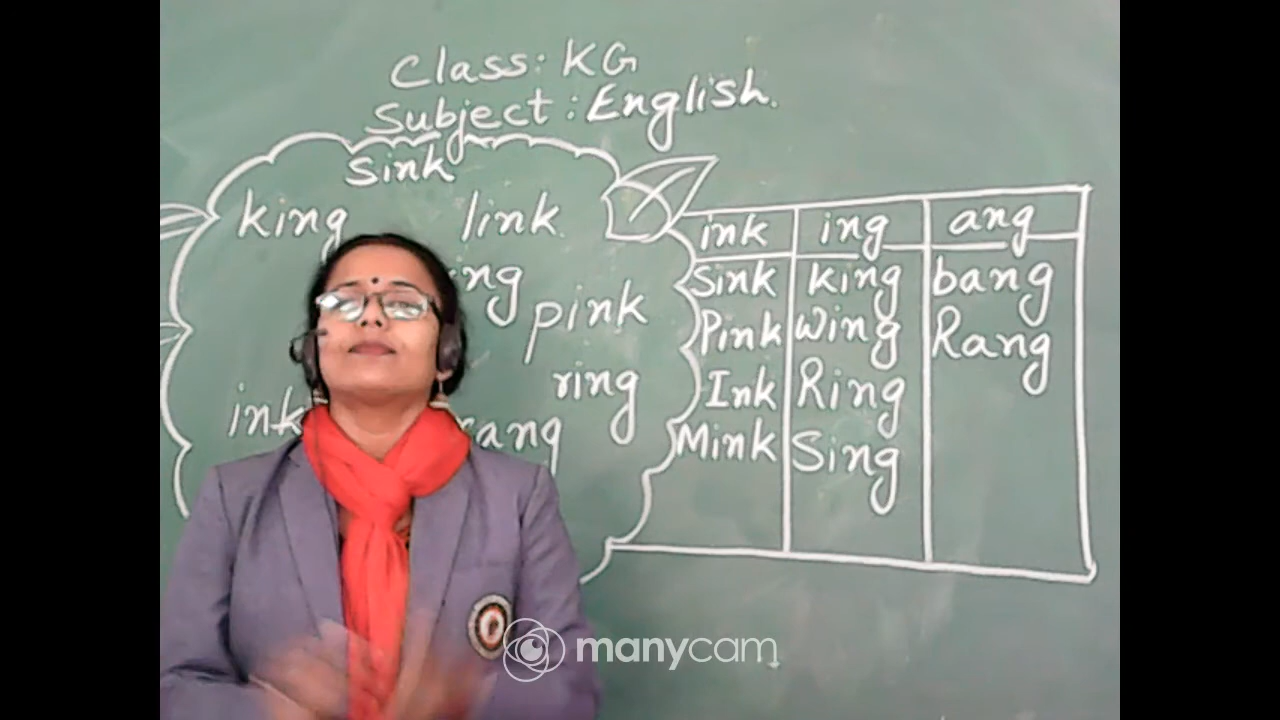 Class: KG
Subject: English.
sink
king link.
pink
ring
ink
ink ing ang
Sink king bang
Pink Wing Rang
Ink Ring
Mink Sing
manycam